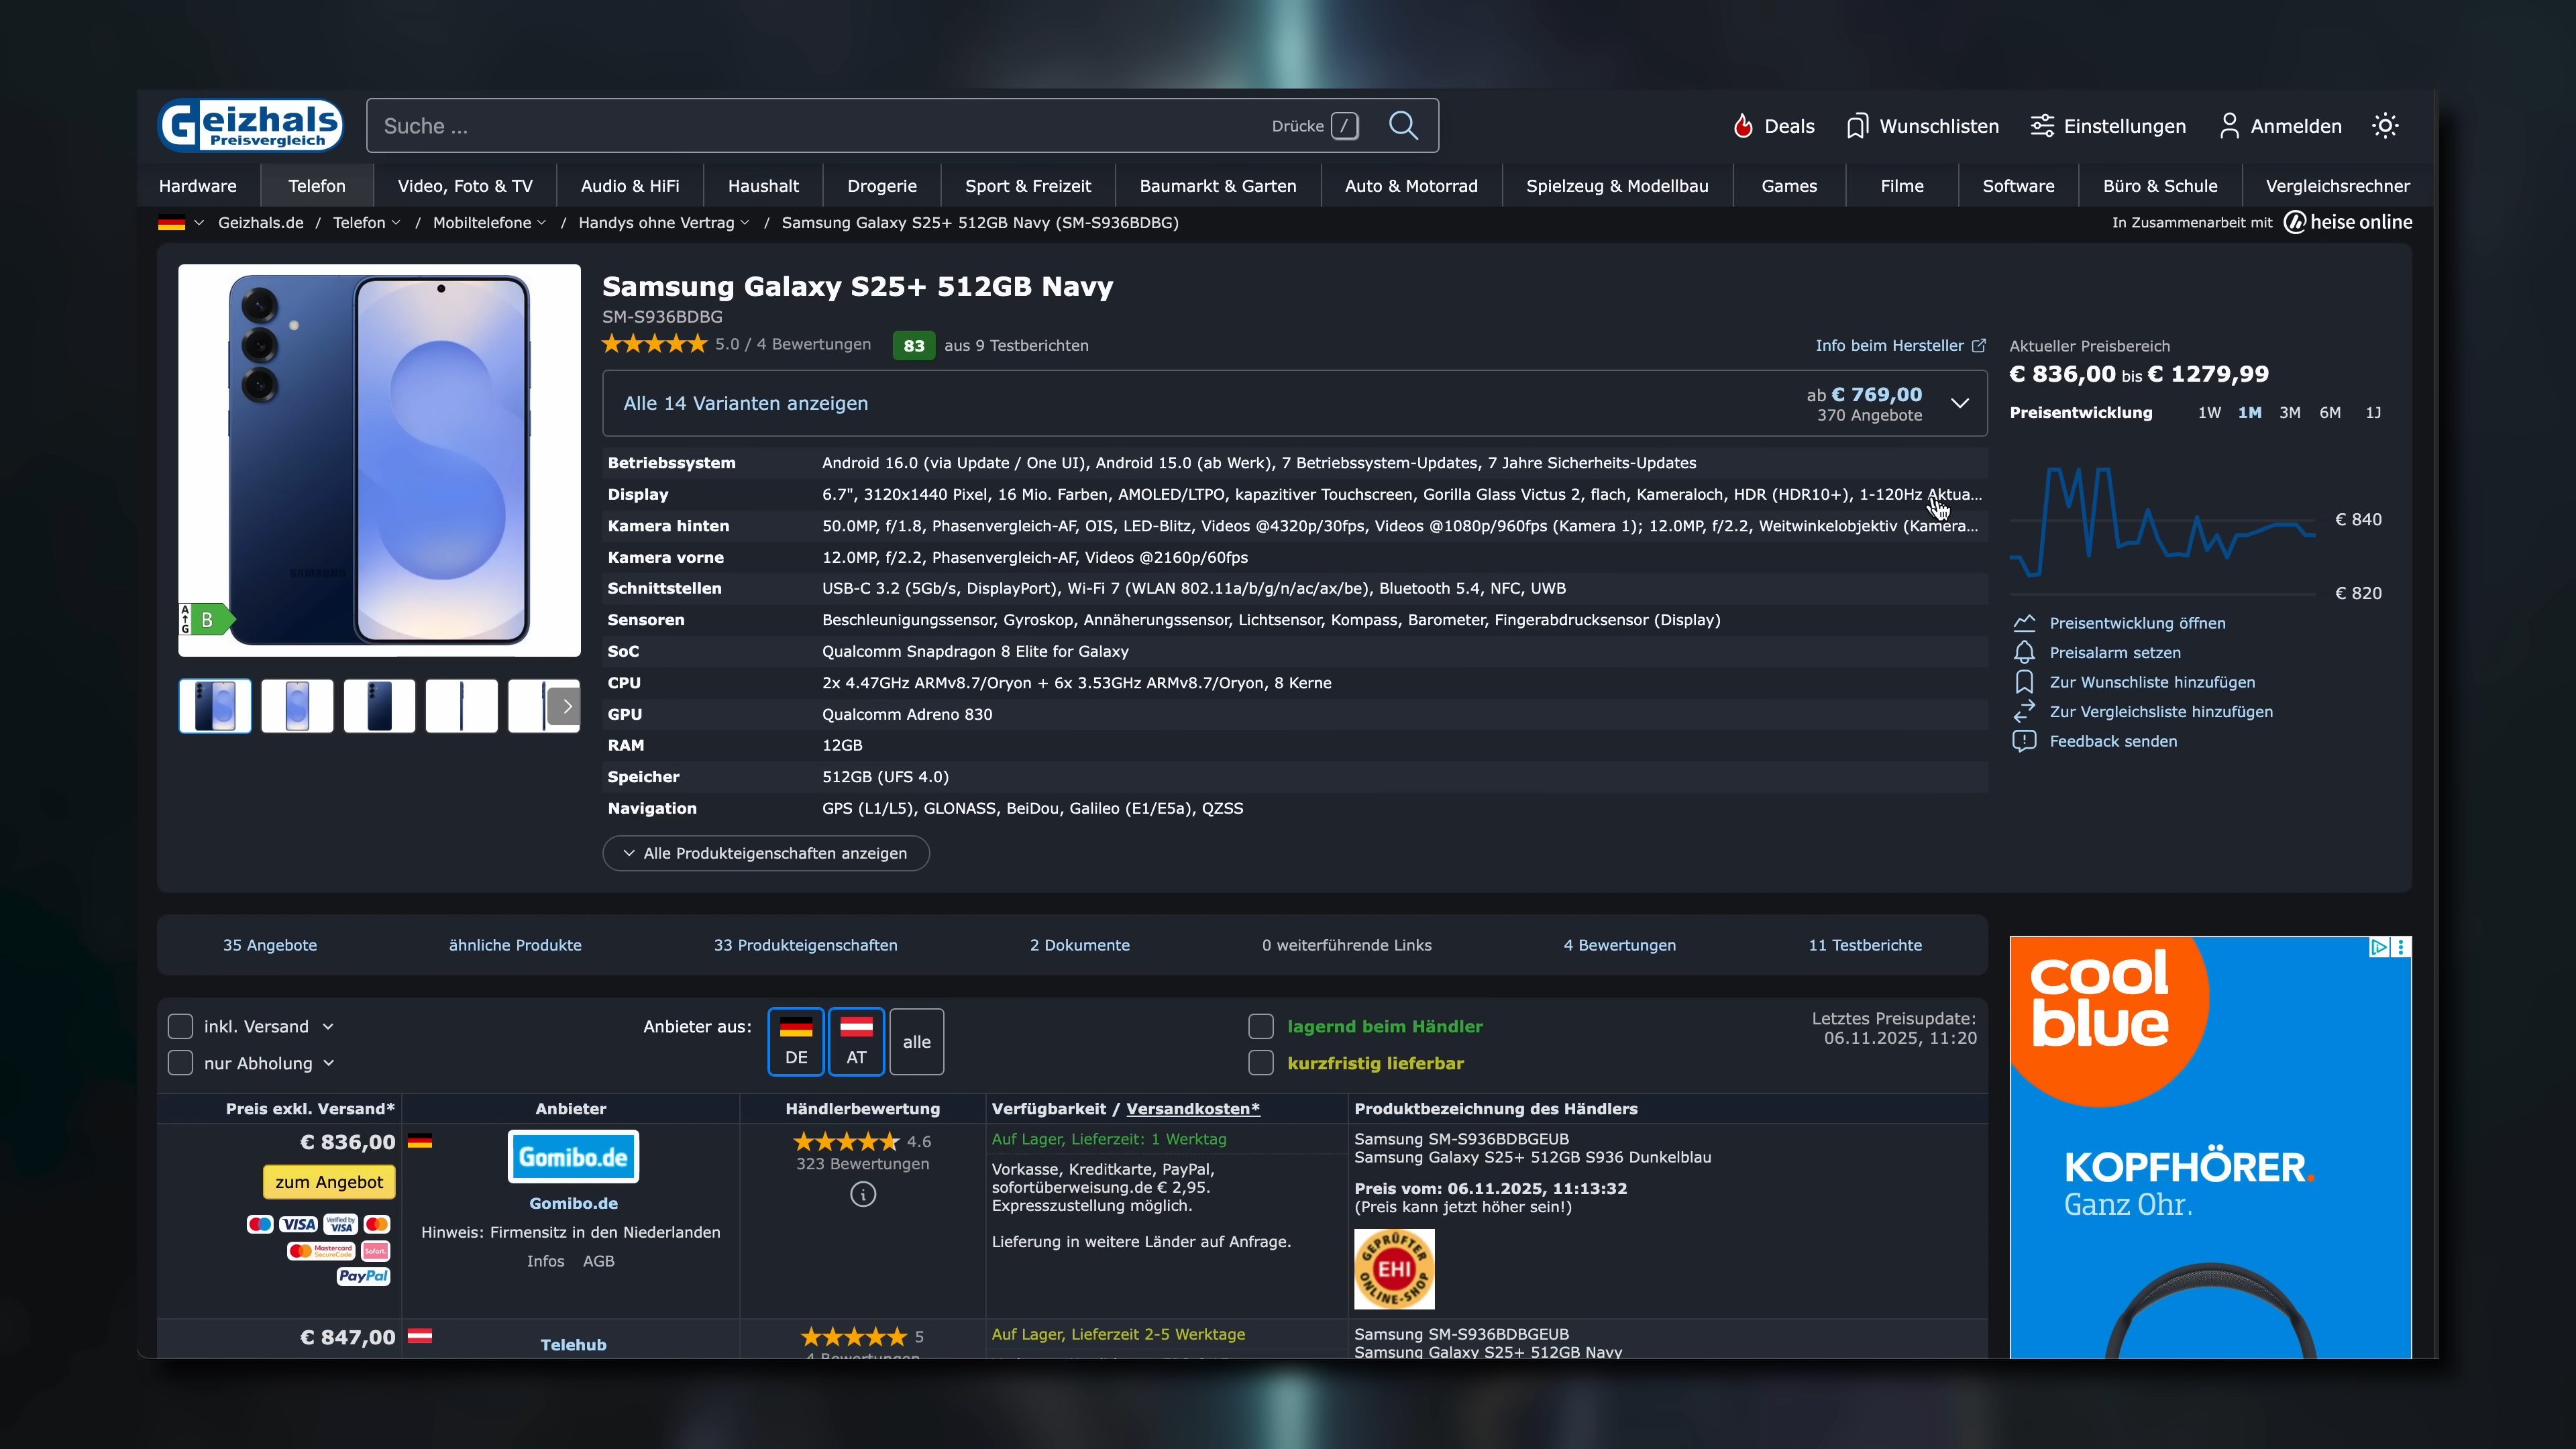 Geizhals
Preisvergleich
Suche ...
Drücke /
Deals
Wunschlisten
Einstellungen
Anmelden
Hardware
Telefon
Video, Foto & TV
Audio & HiFi
Haushalt
Drogerie
Sport & Freizeit
Baumarkt & Garten
Auto & Motorrad
Spielzeug & Modellbau
Games
Filme
Software
Büro & Schule
Vergleichsrechner
Geizhals.de / Telefon / Mobiltelefone / Handys ohne Vertrag / Samsung Galaxy S25+ 512GB Navy (SM-S936BDBG)
In Zusammenarbeit mit heise online
Samsung Galaxy S25+ 512GB Navy
SM-S936BDBG
5.0 / 4 Bewertungen 83 aus 9 Testberichten
Info beim Hersteller
Alle 14 Varianten anzeigen
ab € 769,00
370 Angebote
SAMSUNG
A
G
B
Betriebssystem Android 16.0 (via Update / One UI), Android 15.0 (ab Werk), 7 Betriebssystem-Updates, 7 Jahre Sicherheits-Updates
Display 6.7", 3120x1440 Pixel, 16 Mio. Farben, AMOLED/LTPO, kapazitiver Touchscreen, Gorilla Glass Victus 2, flach, Kameraloch, HDR (HDR10+), 1-120Hz Aktua...
Kamera hinten 50.0MP, f/1.8, Phasenvergleich-AF, OIS, LED-Blitz, Videos @4320p/30fps, Videos @1080p/960fps (Kamera 1); 12.0MP, f/2.2, Weitwinkelobjektiv (Kamera...
Kamera vorne 12.0MP, f/2.2, Phasenvergleich-AF, Videos @2160p/60fps
Schnittstellen USB-C 3.2 (5Gb/s, DisplayPort), Wi-Fi 7 (WLAN 802.11a/b/g/n/ac/ax/be), Bluetooth 5.4, NFC, UWB
Sensoren Beschleunigungssensor, Gyroskop, Annäherungssensor, Lichtsensor, Kompass, Barometer, Fingerabdrucksensor (Display)
SoC Qualcomm Snapdragon 8 Elite for Galaxy
CPU 2x 4.47GHz ARMv8.7/Oryon + 6x 3.53GHz ARMv8.7/Oryon, 8 Kerne
GPU Qualcomm Adreno 830
RAM 12GB
Speicher 512GB (UFS 4.0)
Navigation GPS (L1/L5), GLONASS, BeiDou, Galileo (E1/E5a), QZSS
Alle Produkteigenschaften anzeigen
Aktueller Preisbereich
€ 836,00 bis € 1279,99
Preisentwicklung 1W 1M 3M 6M 1J
€ 840
€ 820
Preisentwicklung öffnen
Preisalarm setzen
Zur Wunschliste hinzufügen
Zur Vergleichsliste hinzufügen
Feedback senden
35 Angebote
ähnliche Produkte
33 Produkteigenschaften
2 Dokumente
0 weiterführende Links
4 Bewertungen
11 Testberichte
inkl. Versand
nur Abholung
Anbieter aus:
DE
AT
alle
lagernd beim Händler
kurzfristig lieferbar
Letztes Preisupdate:
06.11.2025, 11:20
Preis exkl. Versand* Anbieter Händlerbewertung Verfügbarkeit / Versandkosten* Produktbezeichnung des Händlers
€ 836,00
zum Angebot
VISA
Verified by
VISA
Mastercard
SecureCode
Sofort.
PayPal
Gomibo.de
Gomibo.de
Hinweis: Firmensitz in den Niederlanden
Infos AGB
4.6
323 Bewertungen
Auf Lager, Lieferzeit: 1 Werktag
Vorkasse, Kreditkarte, PayPal,
sofortüberweisung.de € 2,95.
Expresszustellung möglich.
Lieferung in weitere Länder auf Anfrage.
Samsung SM-S936BDBGEUB
Samsung Galaxy S25+ 512GB S936 Dunkelblau
Preis vom: 06.11.2025, 11:13:32
(Preis kann jetzt höher sein!)
GEPRÜFTER
EHI
ONLINE-SHOP
€ 847,00
Telehub
5
4 Bewertungen
Auf Lager, Lieferzeit 2-5 Werktage
Samsung SM-S936BDBGEUB
Samsung Galaxy S25+ 512GB Navy
cool
blue
KOPFHÖRER.
Ganz Ohr.